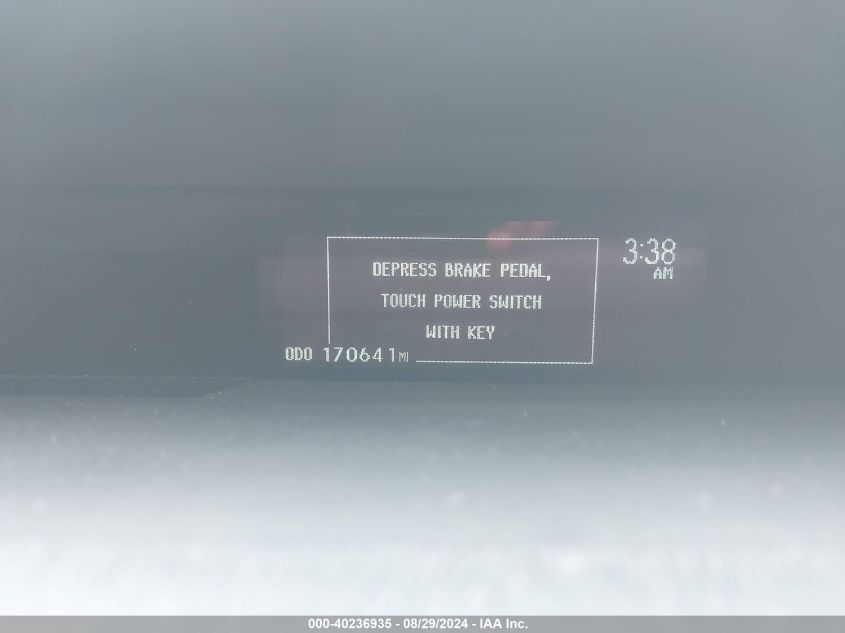 3:38
AM
DEPRESS BRAKE PEDAL,
TOUCH POWER SWITCH
WITH KEY
ODO 170641 MI
000-40236935 - 08/29/2024 - IAA Inc.